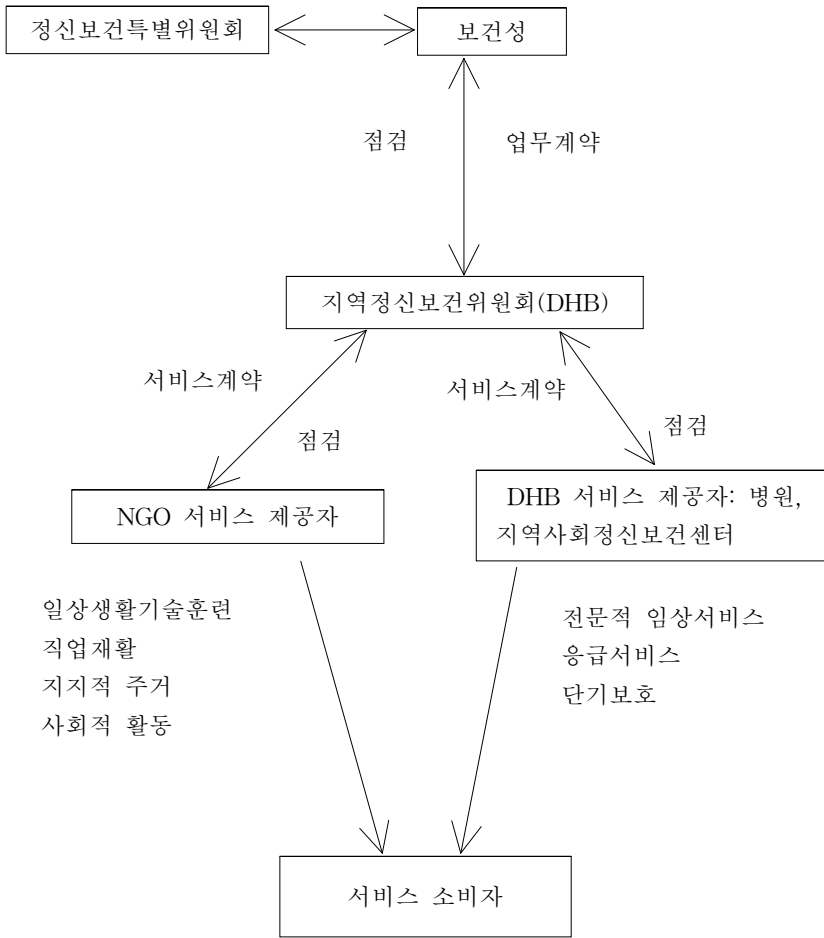 정신보건특별위원회
보건성
점검
업무계약
지역정신보건위원회(DHB)
서비스계약
서비스계약
점검
점검
NGO 서비스 제공자
DHB 서비스 제공자: 병원,
지역사회정신보건센터
일상생활기술훈련
직업재활
지지적 주거
사회적 활동
전문적 임상서비스
응급서비스
단기보호
서비스 소비자